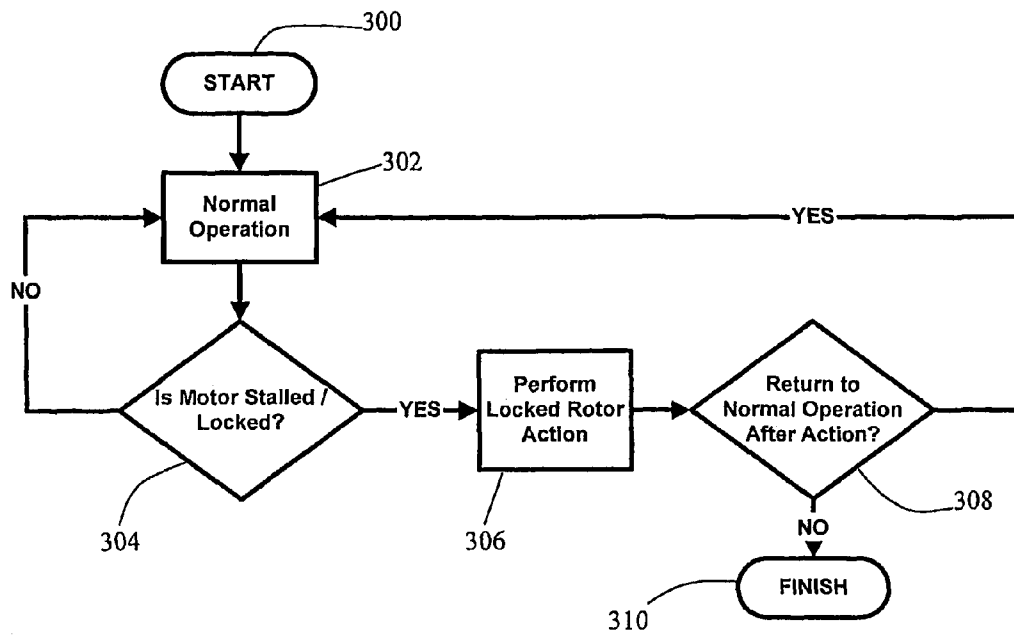 300
START
302
Normal
Operation
YES
NO
Is Motor Stalled /
Locked?
YES
Perform
Locked Rotor
Action
Return to
Normal Operation
After Action?
304
306
308
NO
FINISH
310